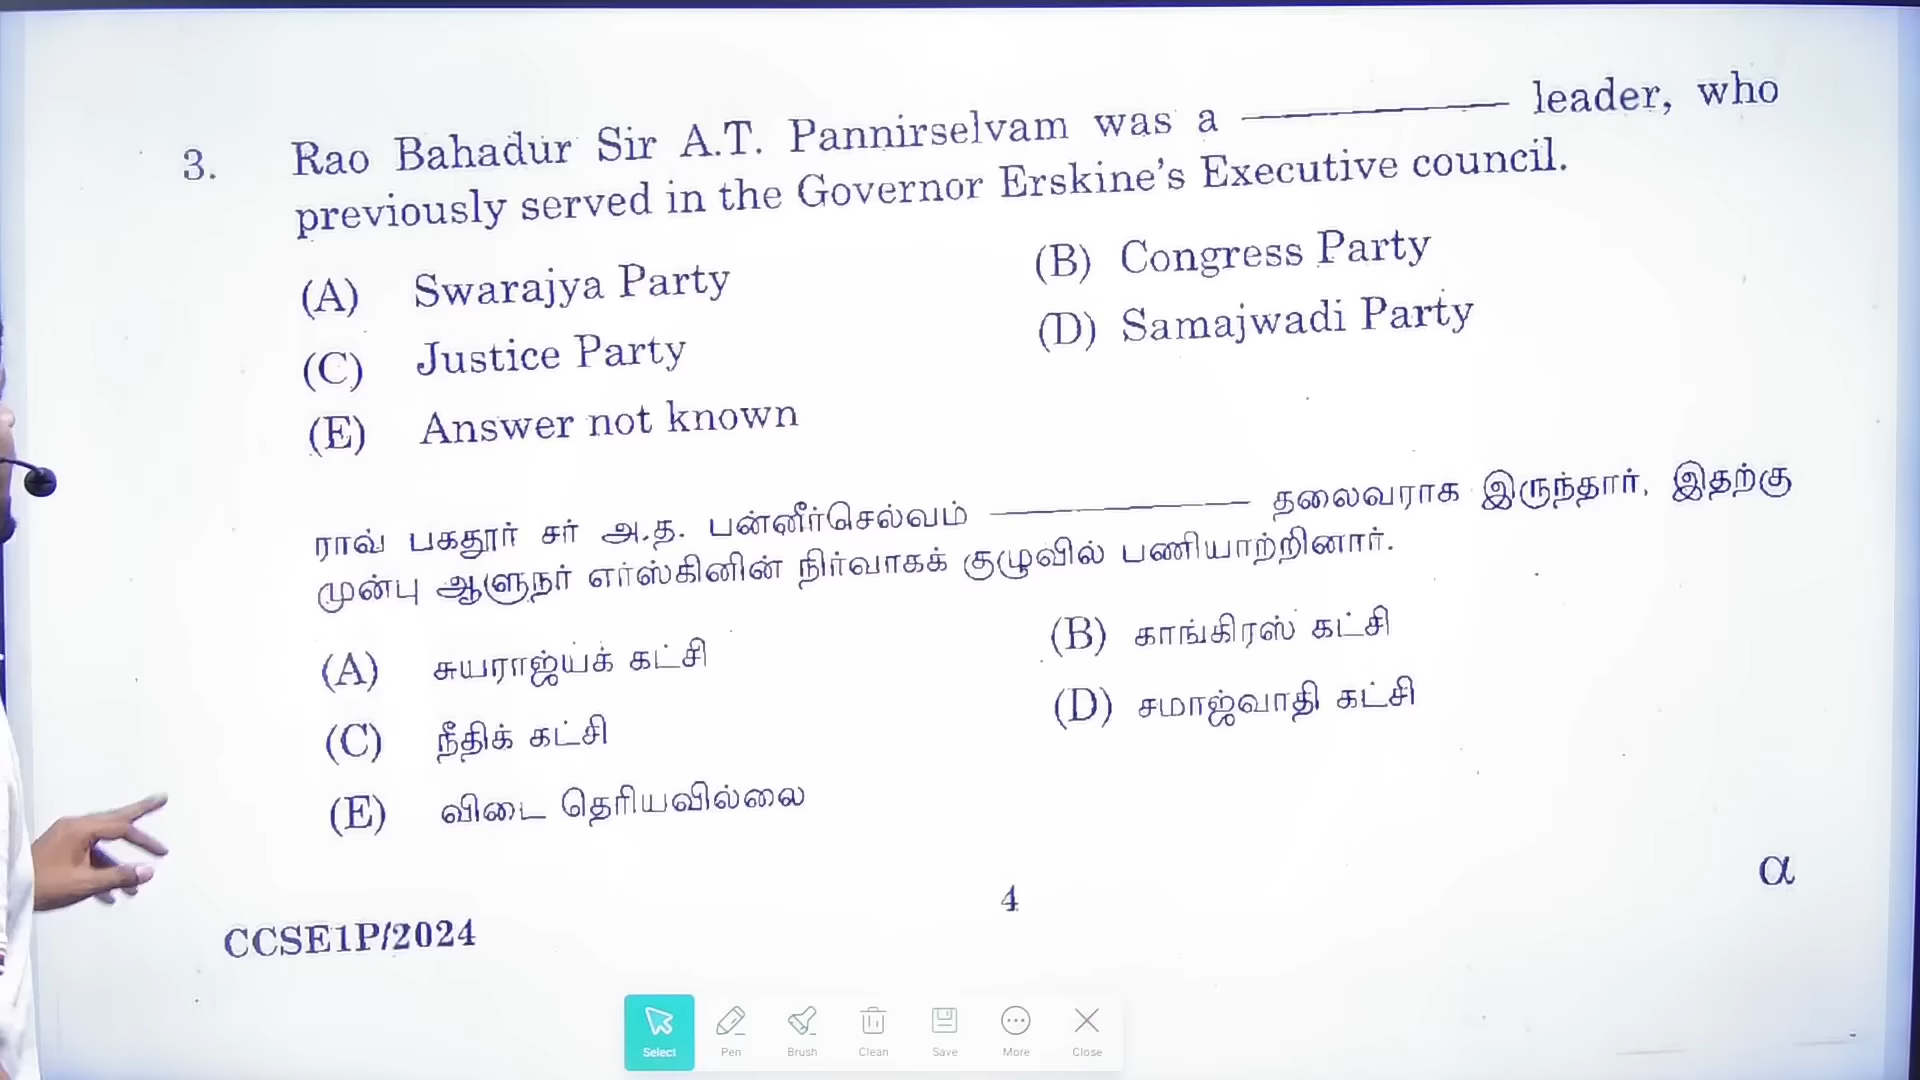 3. Rao Bahadur Sir A.T. Pannirselvam was a ———— leader, who
previously served in the Governor Erskine's Executive council.
(A) Swarajya Party (B) Congress Party
(C) Justice Party (D) Samajwadi Party
(E) Answer not known
ராவ் பகதூர் சர் அ.த. பன்னீர்செல்வம் ———— தலைவராக இருந்தார். இதற்கு
முன்பு ஆளுநர் எர்ஸ்கினின் நிர்வாகக் குழுவில் பணியாற்றினார்.
(A) சுயராஜ்ய்க் கட்சி (B) காங்கிரஸ் கட்சி
(C) நீதிக் கட்சி (D) சமாஜ்வாதி கட்சி
(E) விடை தெரியவில்லை
α
4
CCSE1P/2024
Select Pen Brush Clean Save More Close